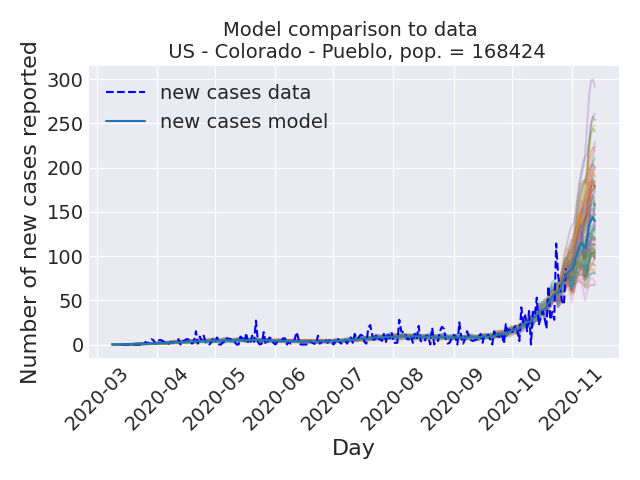 Model comparison to data
US - Colorado - Pueblo, pop. = 168424
Number of new cases reported
300
250
200
150
100
50
0
new cases data
new cases model
2020-03
2020-04
2020-05
2020-06
2020-07
2020-08
2020-09
2020-10
2020-11
Day